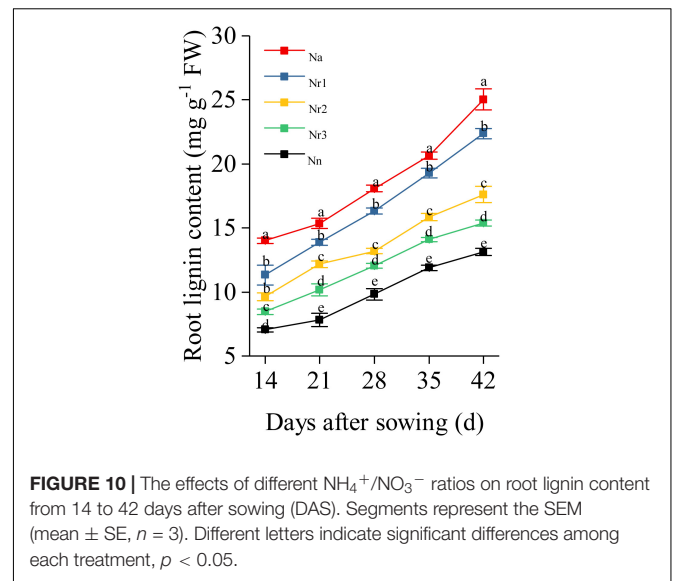 Root lignin content (mg g⁻¹ FW)
30
25
20
15
10
5
Na
Nr1
Nr2
Nr3
Nn
a
a
a
a
a
b
b
b
b
b
b
c
c
c
c
c
d
d
d
d
d
e
e
e
e
14 21 28 35 42
Days after sowing (d)
FIGURE 10 | The effects of different NH₄⁺/NO₃⁻ ratios on root lignin content
from 14 to 42 days after sowing (DAS). Segments represent the SEM
(mean ± SE, n = 3). Different letters indicate significant differences among
each treatment, p < 0.05.